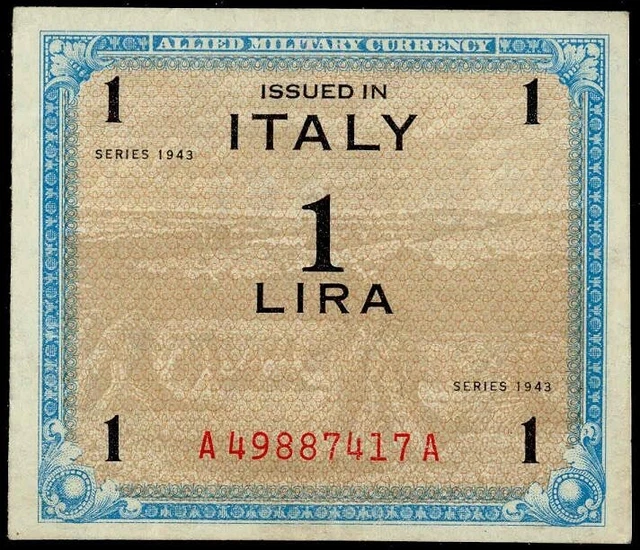 ALLIED MILITARY CURRENCY
1 ISSUED IN 1
ITALY
SERIES 1943
1
LIRA
SERIES 1943
1 A49887417A 1